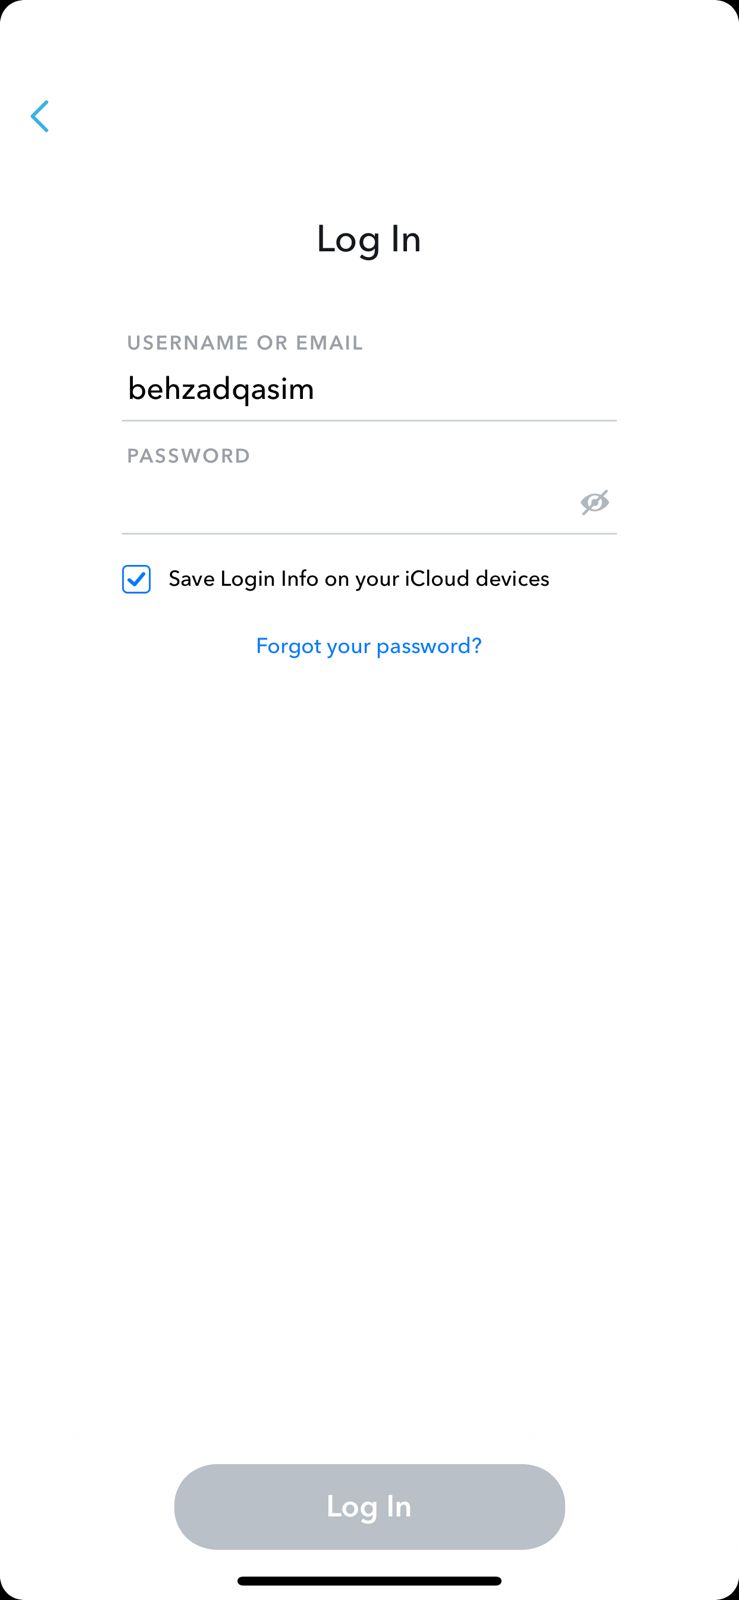 Log In
USERNAME OR EMAIL
behzadqasim
PASSWORD
Save Login Info on your iCloud devices
Forgot your password?
Log In